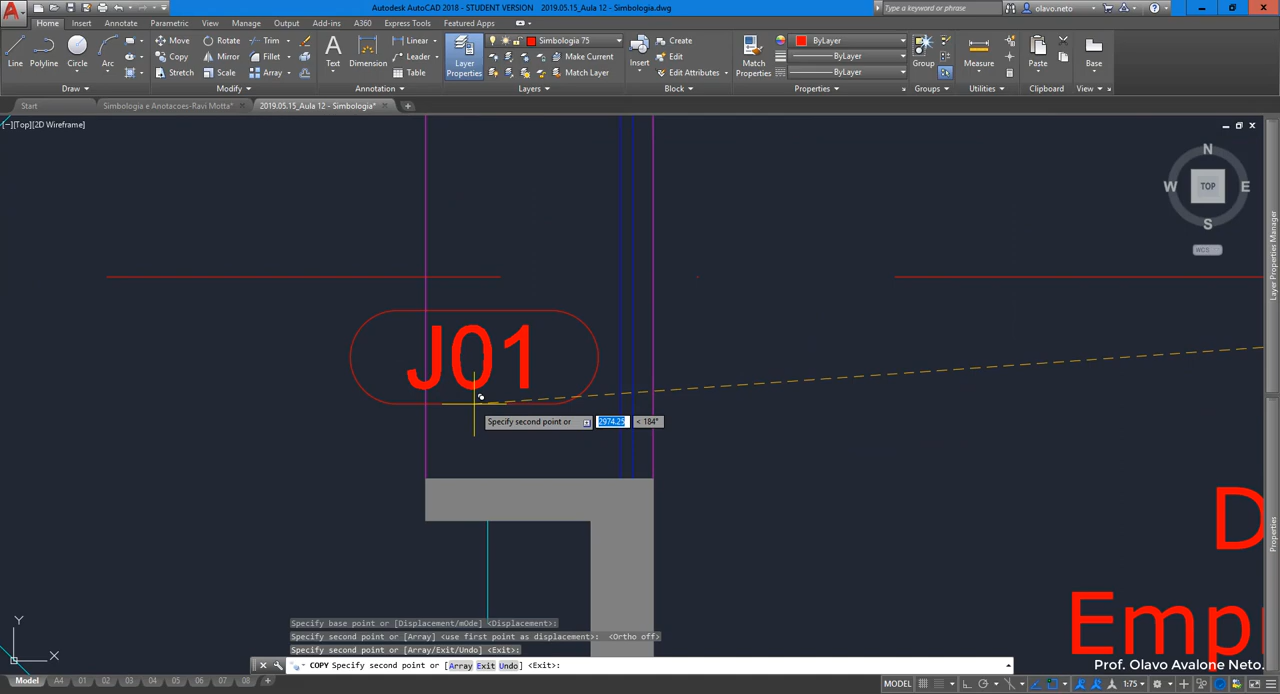 Autodesk AutoCAD 2018 - STUDENT VERSION 2019.05.15_Aula 12 - Simbologia.dwg
Type a keyword or phrase
olavo.neto
Home Insert Annotate Parametric View Manage Output Add-ins A360 Express Tools Featured Apps
Line Polyline Circle Arc
Move Rotate Trim
Copy Mirror Fillet
Stretch Scale Array
Text Dimension
Linear
Leader
Table
Layer Properties
Simbologia 75
Make Current
Match Layer
Insert
Create
Edit
Edit Attributes
Match Properties
ByLayer
ByLayer
ByLayer
Group Measure Paste Base
Draw Modify Annotation Layers Block Properties Groups Utilities Clipboard View
Start Simbologia e Anotacoes-Ravi Motta* 2019.05.15_Aula 12 - Simbologia*
[−][Top][2D Wireframe]
N
W TOP E
S
WCS
Layer Properties Manager
Properties
J01
Specify second point or 2974.25 < 184°
D
Empr
Prof. Olavo Avalone Neto.
Y
X
Specify base point or [Displacement/mOde] <Displacement>:
Specify second point or [Array] <use first point as displacement>: <Ortho off>
Specify second point or [Array/Exit/Undo] <Exit>:
COPY Specify second point or [Array Exit Undo] <Exit>:
Model A4 01 02 03 04 05 06 07 08
MODEL 1:75